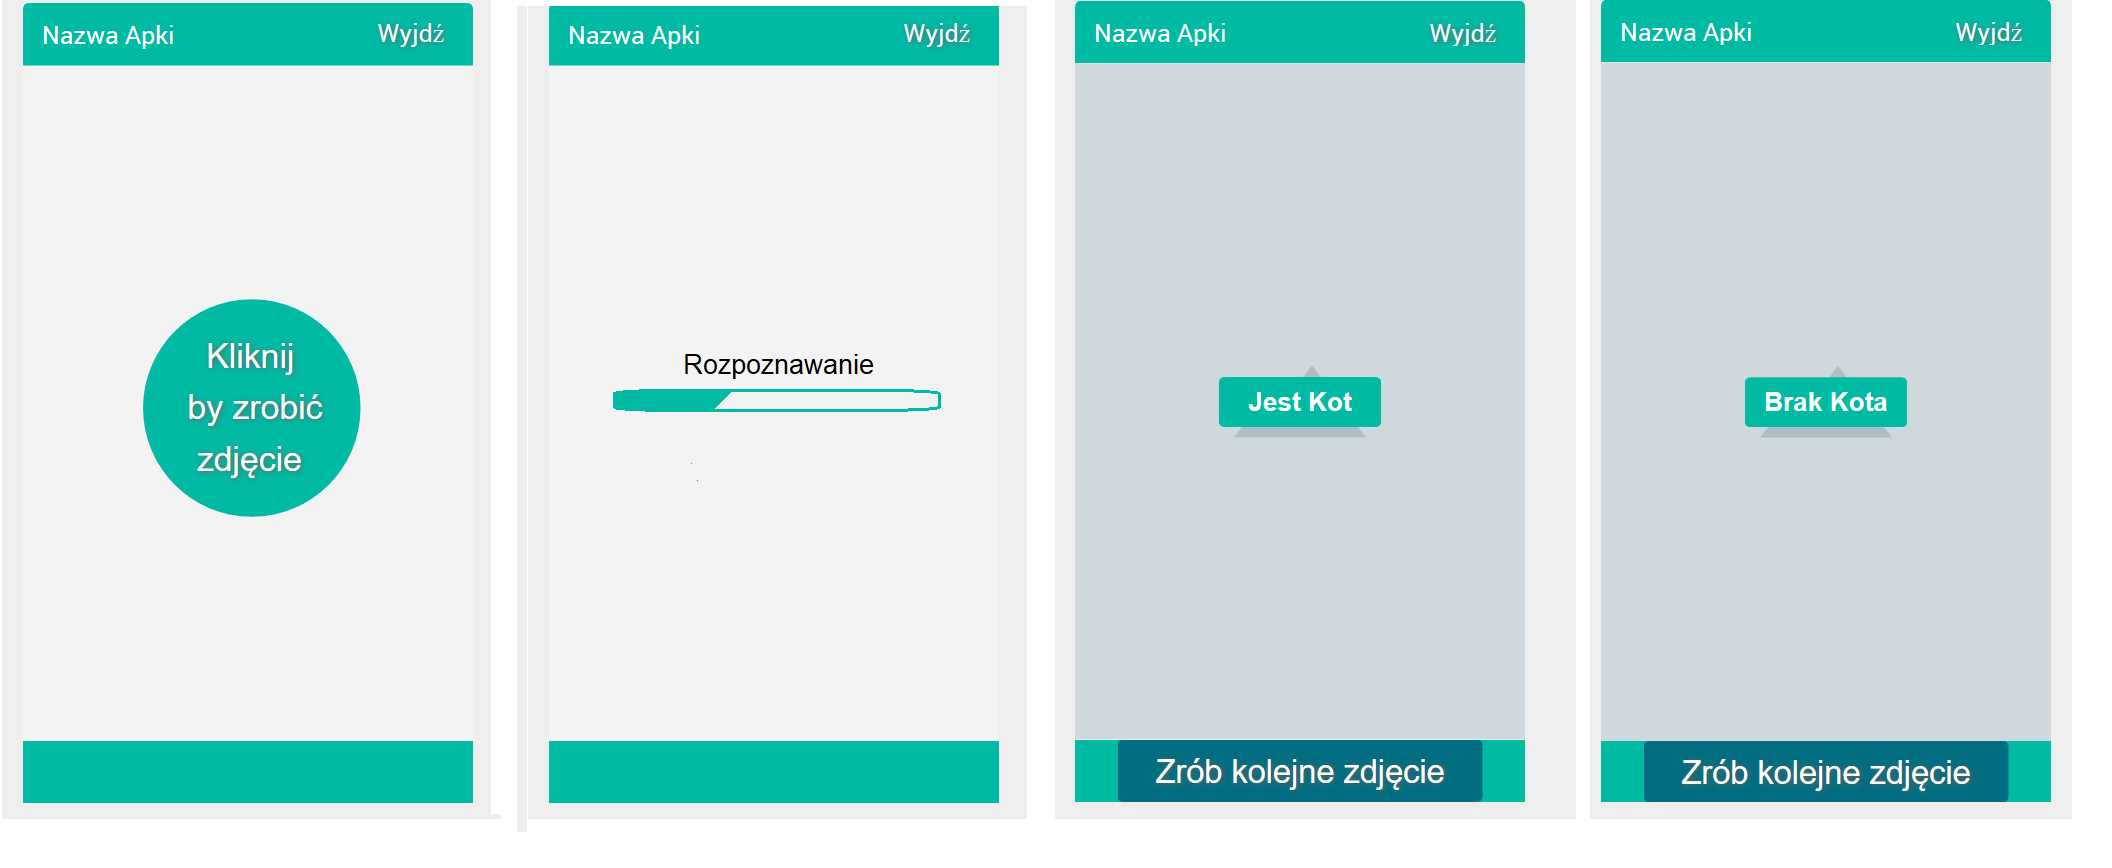 Nazwa Apki
Wyjdź
Kliknij
by zrobić
zdjęcie
Nazwa Apki
Wyjdź
Rozpoznawanie
Nazwa Apki
Wyjdź
Jest Kot
Zrób kolejne zdjęcie
Nazwa Apki
Wyjdź
Brak Kota
Zrób kolejne zdjęcie